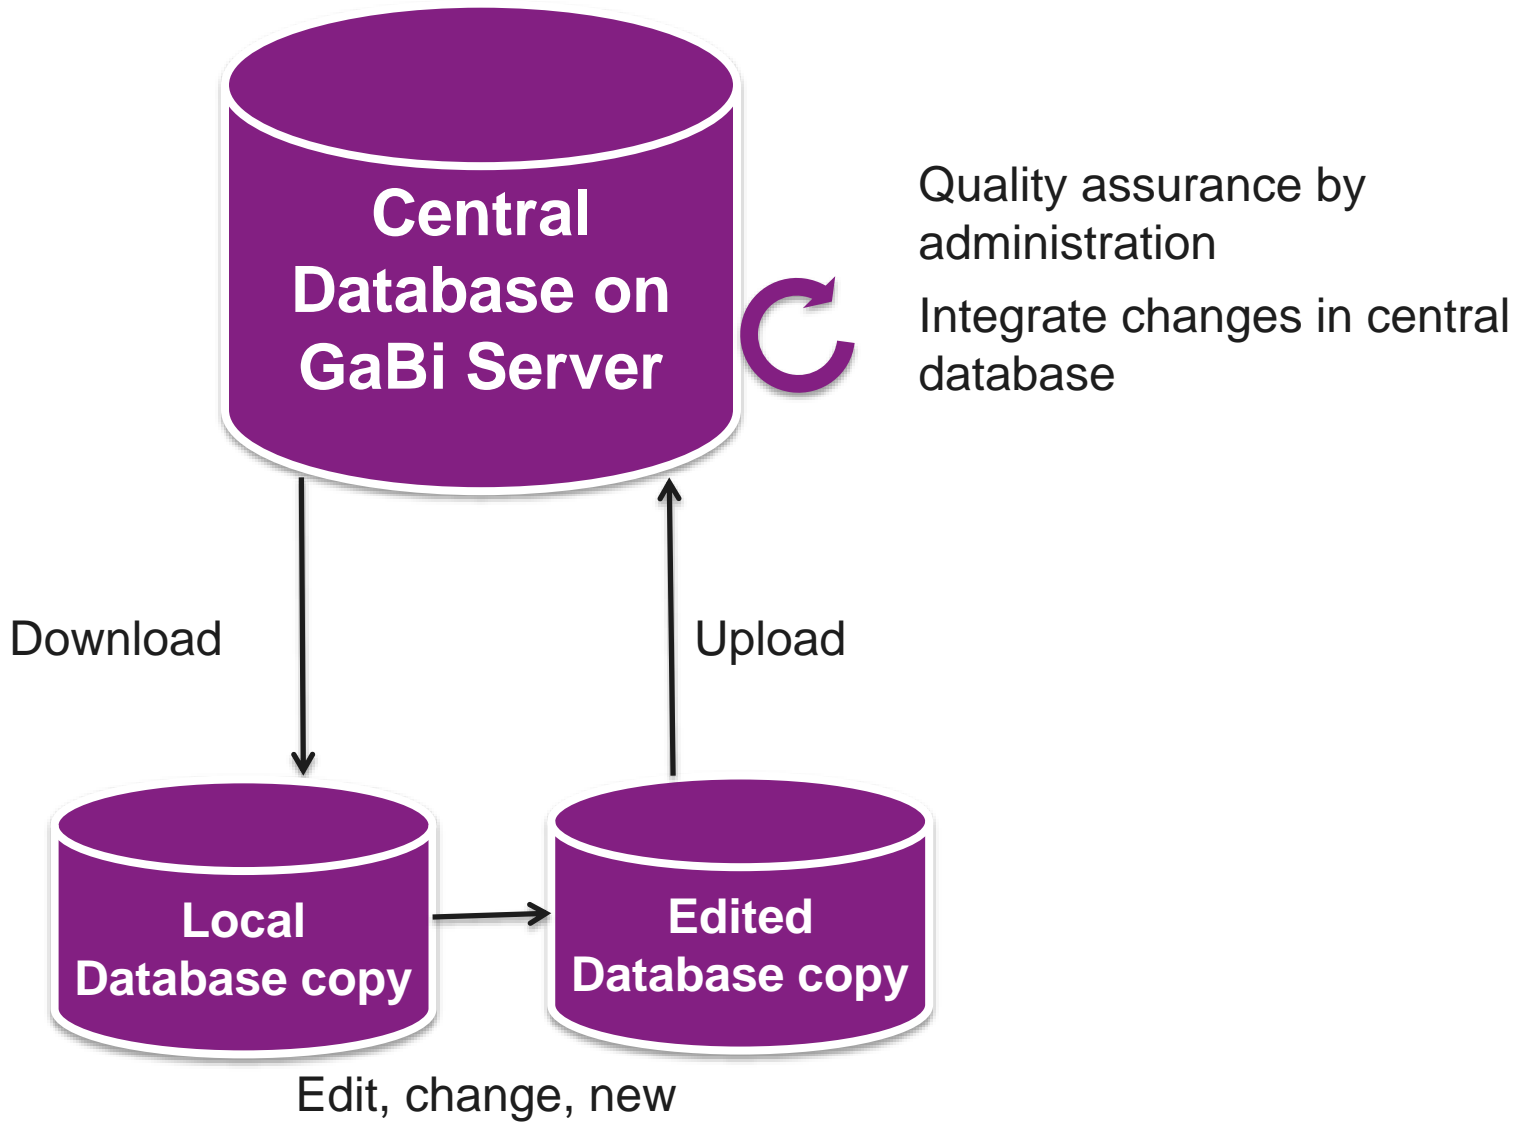 Central
Database on
GaBi Server
Quality assurance by
administration
Integrate changes in central
database
Download
Upload
Local
Database copy
Edited
Database copy
Edit, change, new